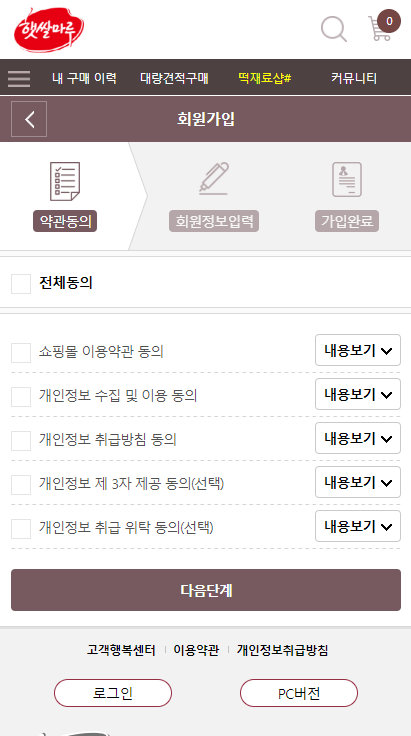 햇쌀마루
0
내 구매 이력 대량견적구매 떡재료샵# 커뮤니티
회원가입
약관동의 회원정보입력 가입완료
전체동의
쇼핑몰 이용약관 동의 내용보기
개인정보 수집 및 이용 동의 내용보기
개인정보 취급방침 동의 내용보기
개인정보 제 3자 제공 동의(선택) 내용보기
개인정보 취급 위탁 동의(선택) 내용보기
다음단계
고객행복센터 이용약관 개인정보취급방침
로그인 PC버전